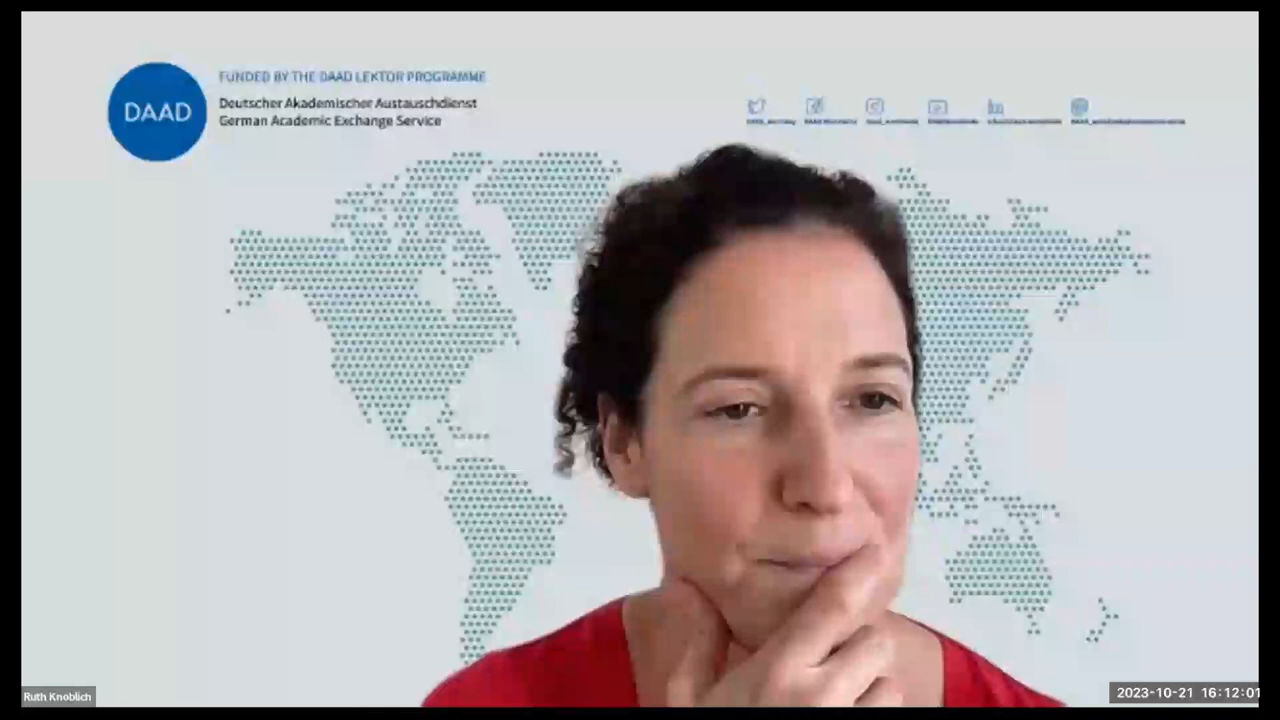 DAAD
FUNDED BY THE DAAD LEKTOR PROGRAMME
Deutscher Akademischer Austauschdienst
German Academic Exchange Service
Ruth Knoblich
2023-10-21 16:12:01